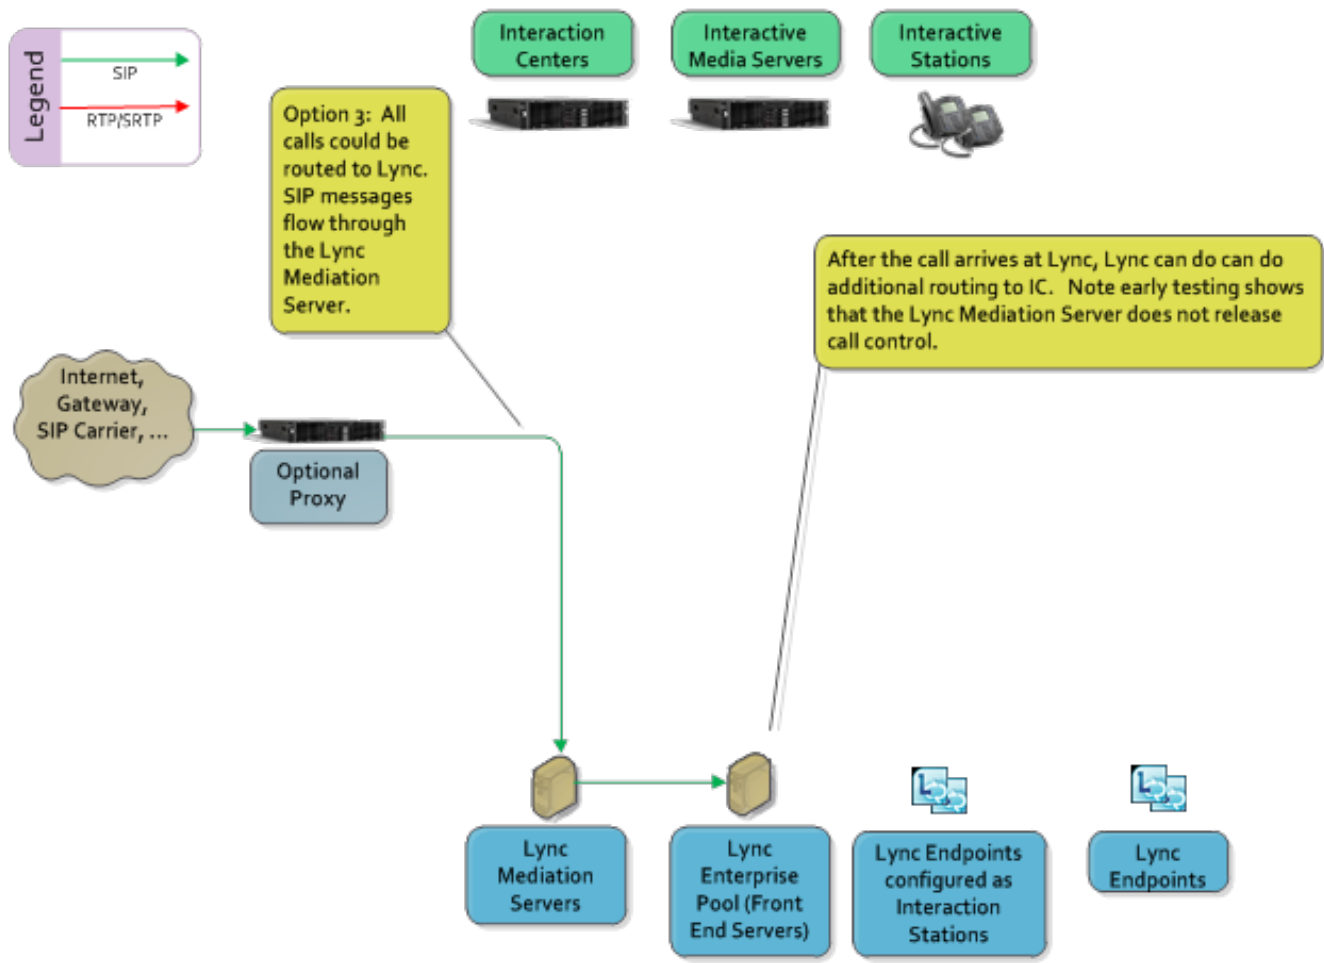 Legend
SIP
RTP/SRTP
Interaction
Centers
Interactive
Media Servers
Interactive
Stations
Option 3:  All
calls could be
routed to Lync.
SIP messages
flow through
the Lync
Mediation
Server.
After the call arrives at Lync, Lync can do can do
additional routing to IC.   Note early testing shows
that the Lync Mediation Server does not release
call control.
Internet,
Gateway,
SIP Carrier, ...
Optional
Proxy
Lync
Mediation
Servers
Lync
Enterprise
Pool (Front
End Servers)
Lync Endpoints
configured as
Interaction
Stations
Lync
Endpoints